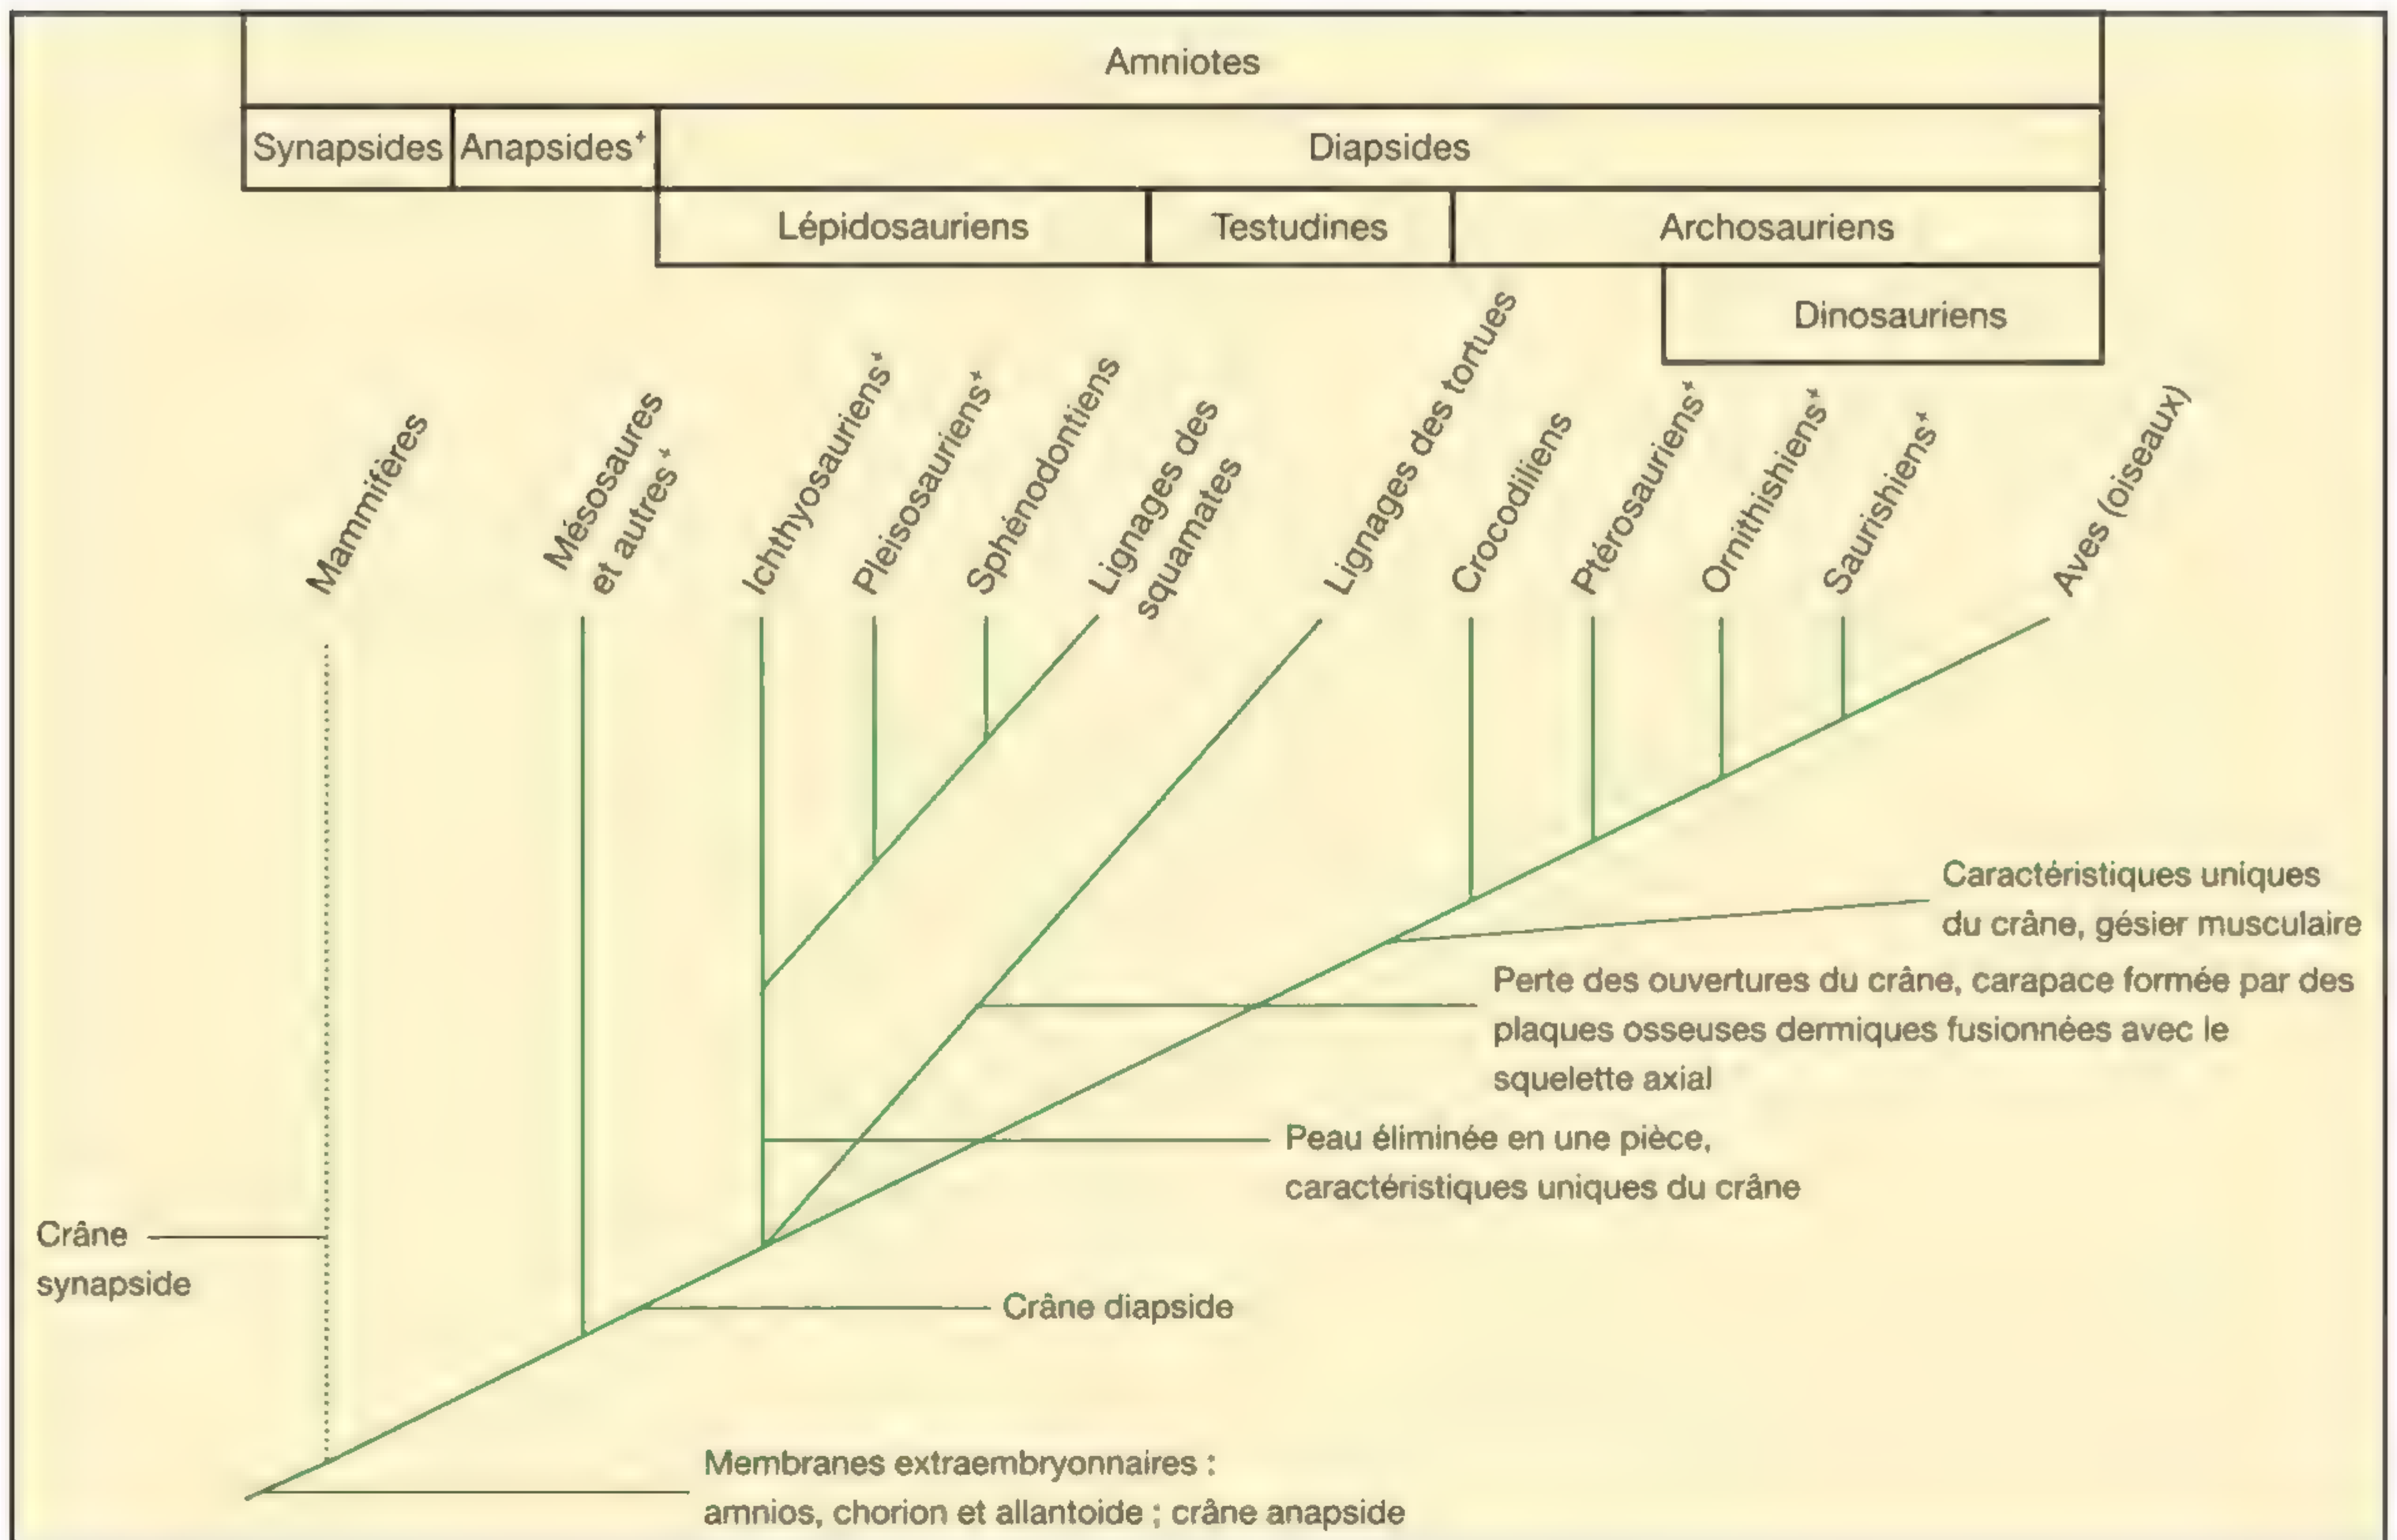 Amniotes
Synapsides
Anapsides+
Diapsides
Lépidosauriens
Testudines
Archosauriens
Dinosauriens
Mammifères
Mésosaures
et autres+
Ichthyosauriens+
Pleisosauriens+
Sphénodontiens
Lignages des
squamates
Lignages des tortues
Crocodiliens
Ptérosauriens+
Ornithishiens+
Saurishiens+
Aves (oiseaux)
Caractéristiques uniques
du crâne, gésier musculaire
Perte des ouvertures du crâne, carapace formée par des
plaques osseuses dermiques fusionnées avec le
squelette axial
Peau éliminée en une pièce,
caractéristiques uniques du crâne
Crâne
synapside
Crâne diapside
Membranes extraembryonnaires :
amnios, chorion et allantoide ; crâne anapside